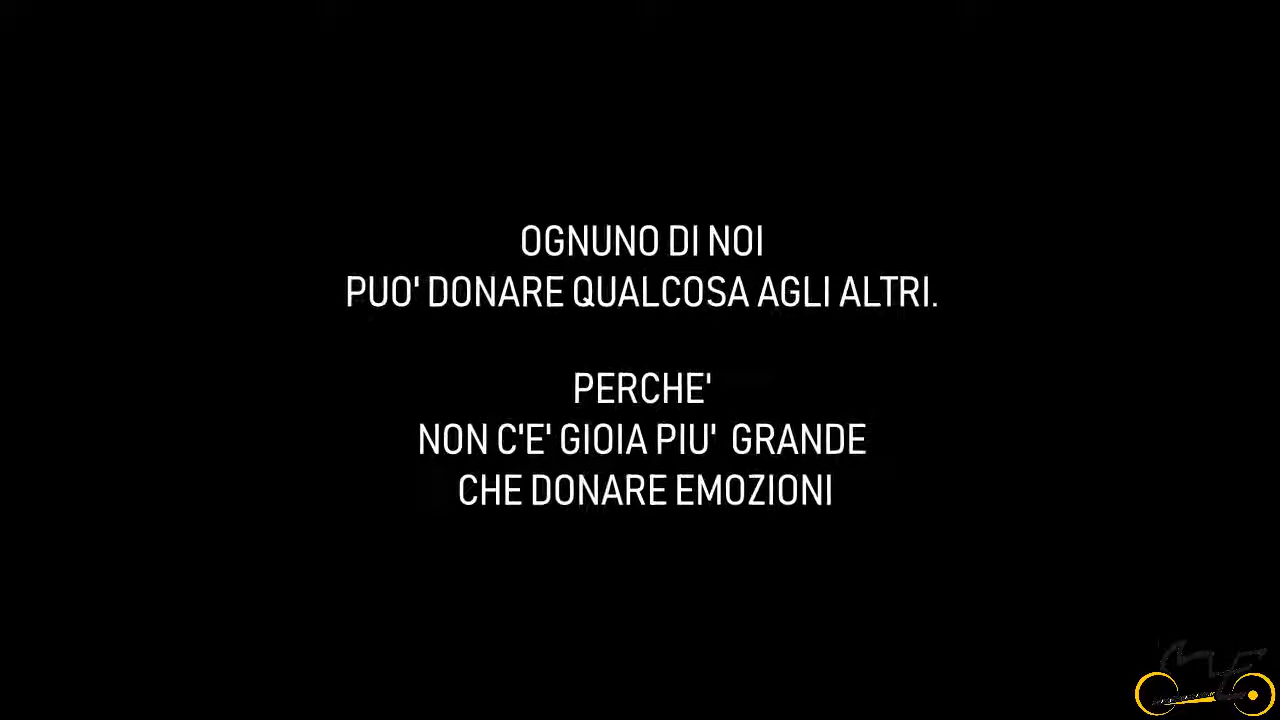 OGNUNO DI NOI
PUO' DONARE QUALCOSA AGLI ALTRI.
PERCHE'
NON C'E' GIOIA PIU' GRANDE
CHE DONARE EMOZIONI